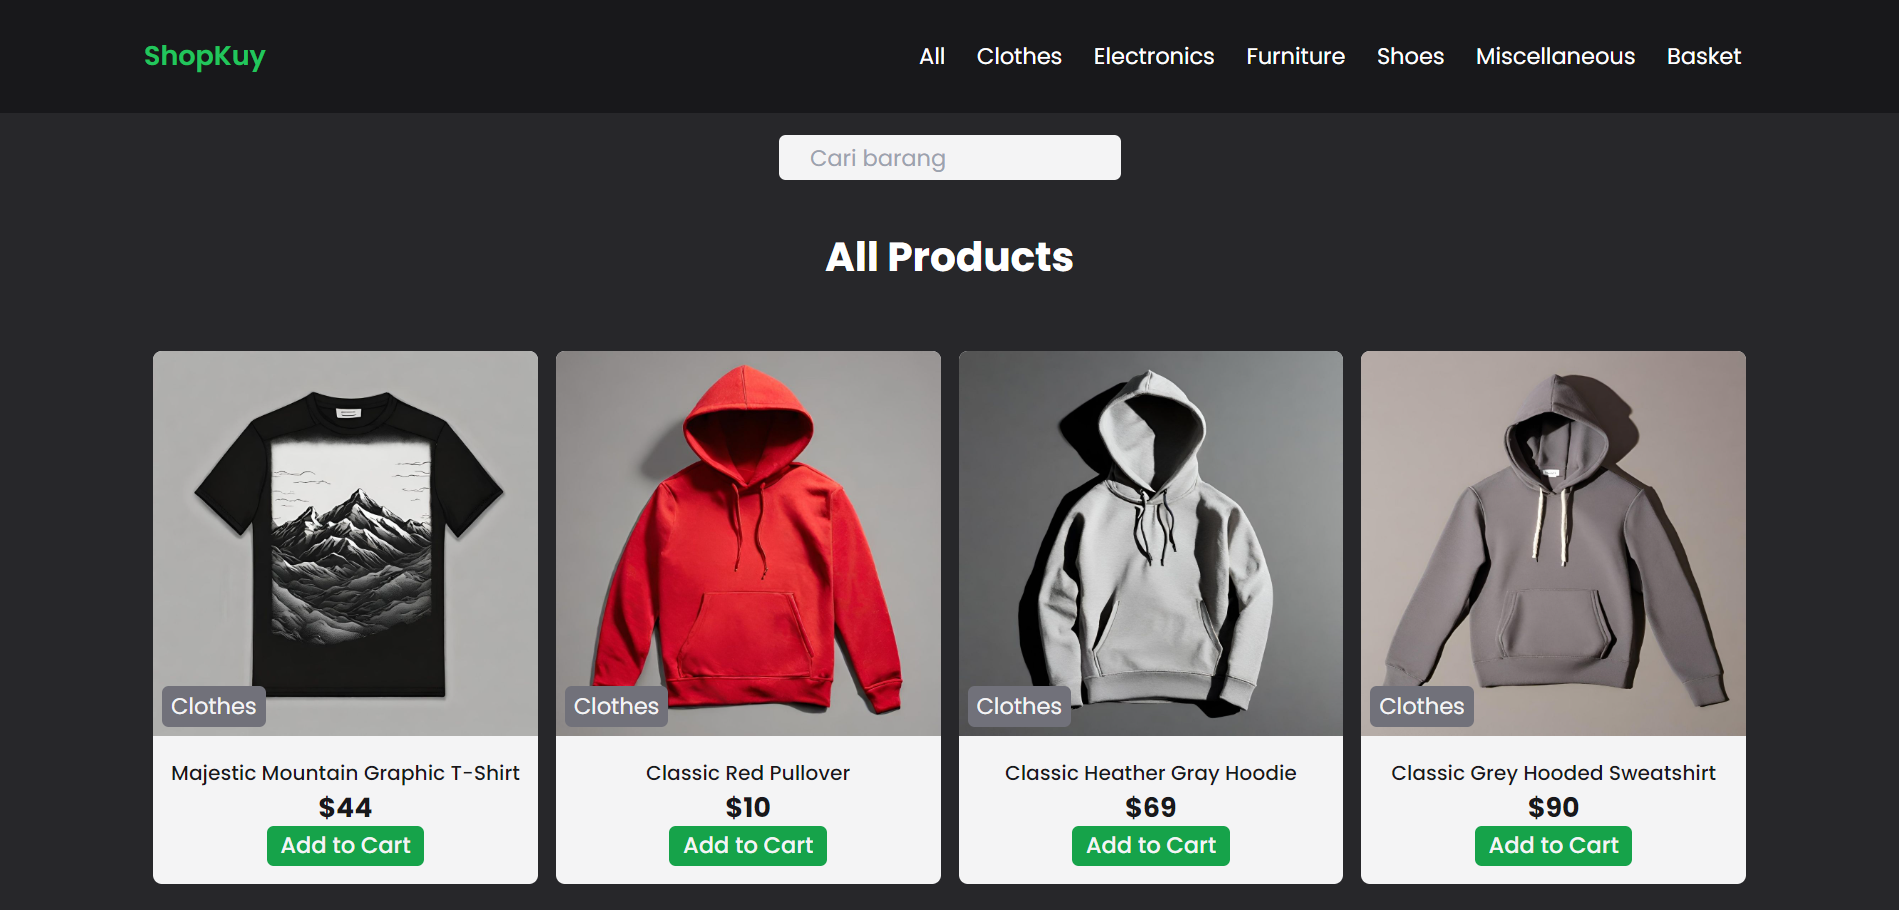 ShopKuy
All Clothes Electronics Furniture Shoes Miscellaneous Basket
Cari barang
All Products
Clothes
Majestic Mountain Graphic T-Shirt
$44
Add to Cart
Clothes
Classic Red Pullover
$10
Add to Cart
Clothes
Classic Heather Gray Hoodie
$69
Add to Cart
Clothes
Classic Grey Hooded Sweatshirt
$90
Add to Cart